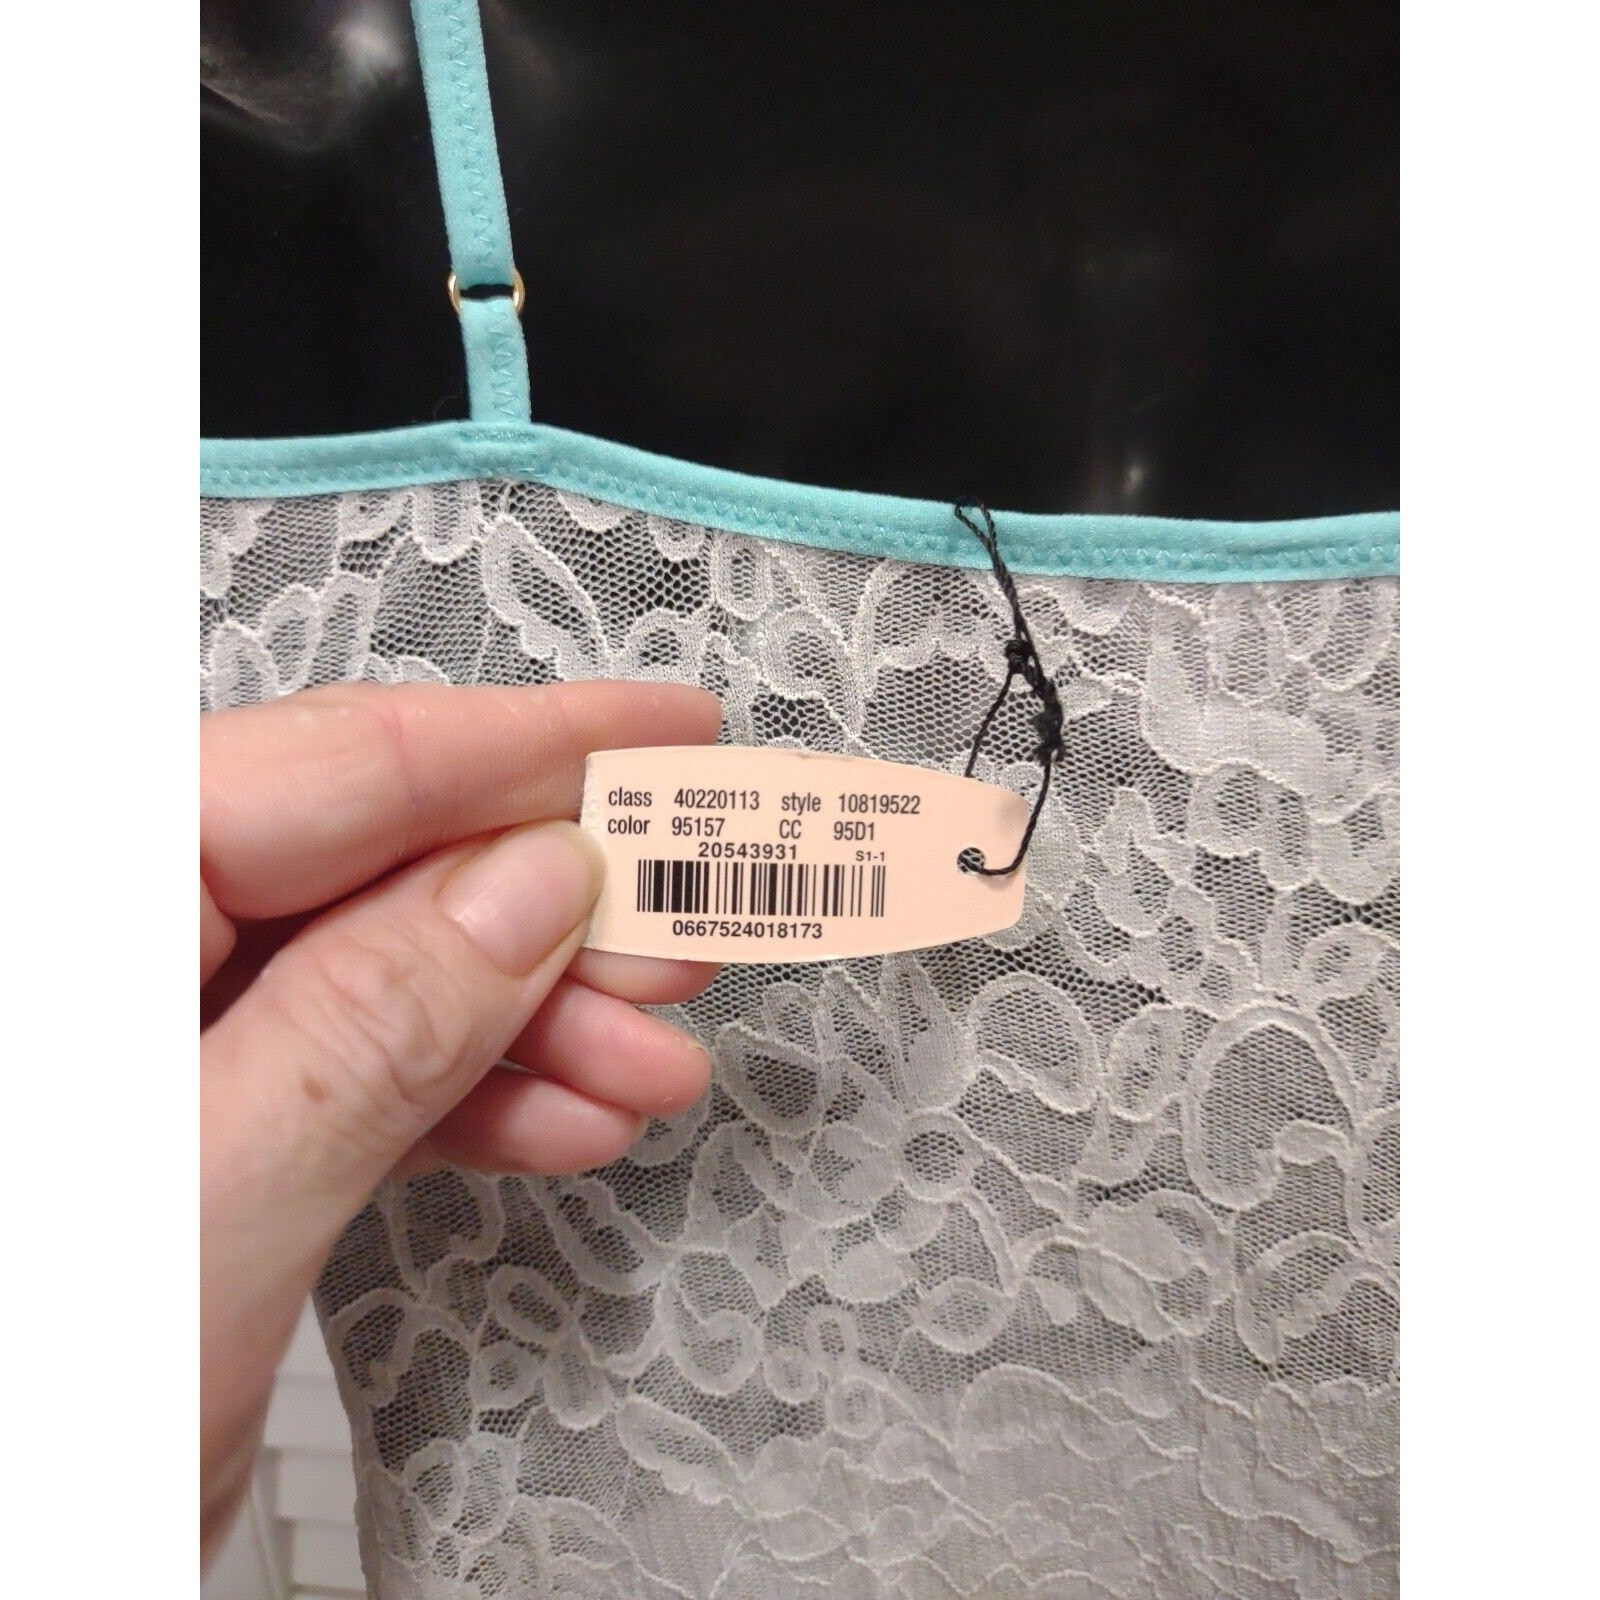 class 40220113 style 10819522
color 95157 CC 95D1
20543931 S1-1
0667524018173